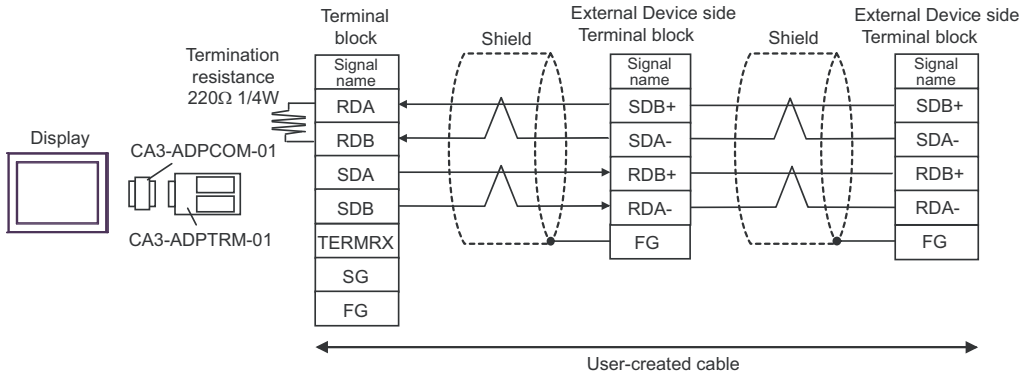 Display
CA3-ADPCOM-01
CA3-ADPTRM-01
Termination
resistance
220Ω 1/4W
Terminal
block
Signal
name
RDA
RDB
SDA
SDB
TERMRX
SG
FG
Shield
External Device side
Terminal block
Signal
name
SDB+
SDA-
RDB+
RDA-
FG
Shield
External Device side
Terminal block
Signal
name
SDB+
SDA-
RDB+
RDA-
FG
User-created cable